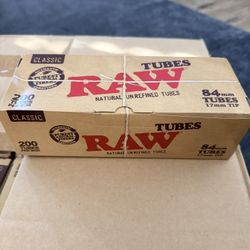 CLASSIC
TUBES
RAW
NATURAL UNREFINED TUBES
200
84mm
TUBES
17mm TIP
CLASSIC
TUBES
RAW
NATURAL UNREFINED TUBES
200
84mm
TUBES